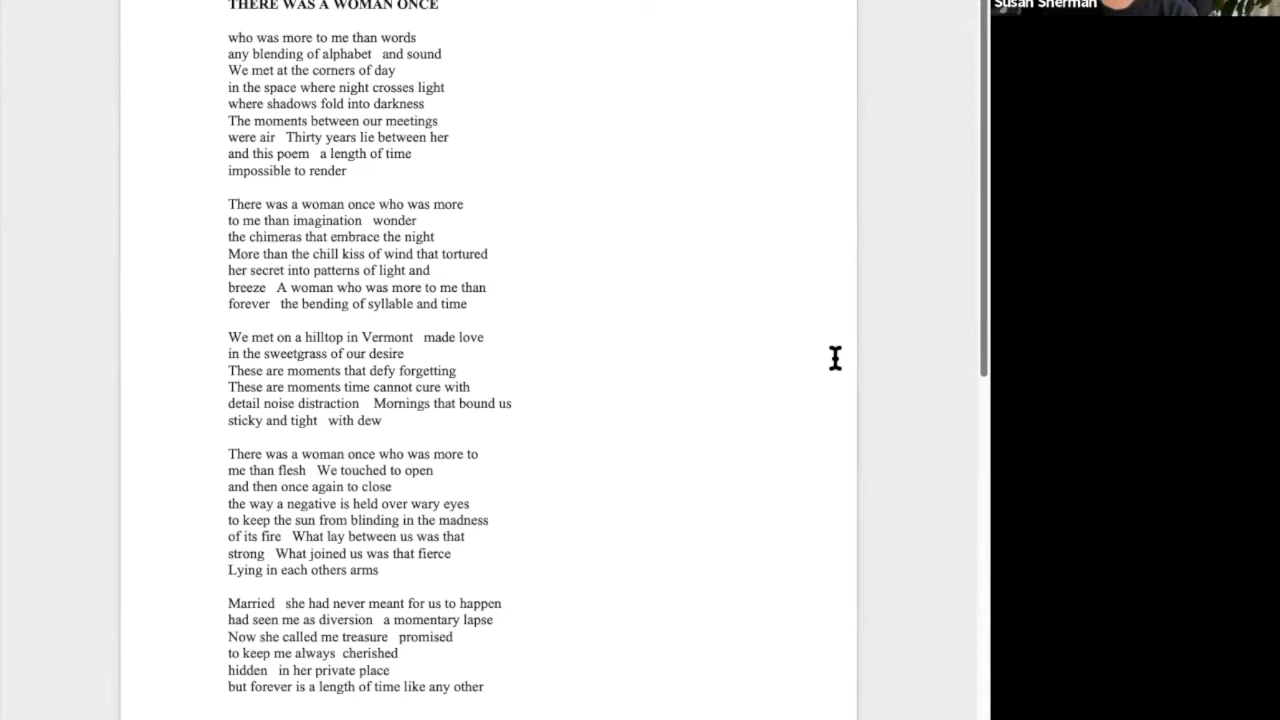 THERE WAS A WOMAN ONCE
Susan Sherman
who was more to me than words
any blending of alphabet   and sound
We met at the corners of day
in the space where night crosses light
where shadows fold into darkness
The moments between our meetings
were air   Thirty years lie between her
and this poem   a length of time
impossible to render
There was a woman once who was more
to me than imagination   wonder
the chimeras that embrace the night
More than the chill kiss of wind that tortured
her secret into patterns of light and
breeze   A woman who was more to me than
forever   the bending of syllable and time
We met on a hilltop in Vermont   made love
in the sweetgrass of our desire
These are moments that defy forgetting
These are moments time cannot cure with
detail noise distraction    Mornings that bound us
sticky and tight   with dew
There was a woman once who was more to
me than flesh   We touched to open
and then once again to close
the way a negative is held over wary eyes
to keep the sun from blinding in the madness
of its fire   What lay between us was that
strong   What joined us was that fierce
Lying in each others arms
Married   she had never meant for us to happen
had seen me as diversion   a momentary lapse
Now she called me treasure   promised
to keep me always  cherished
hidden   in her private place
but forever is a length of time like any other